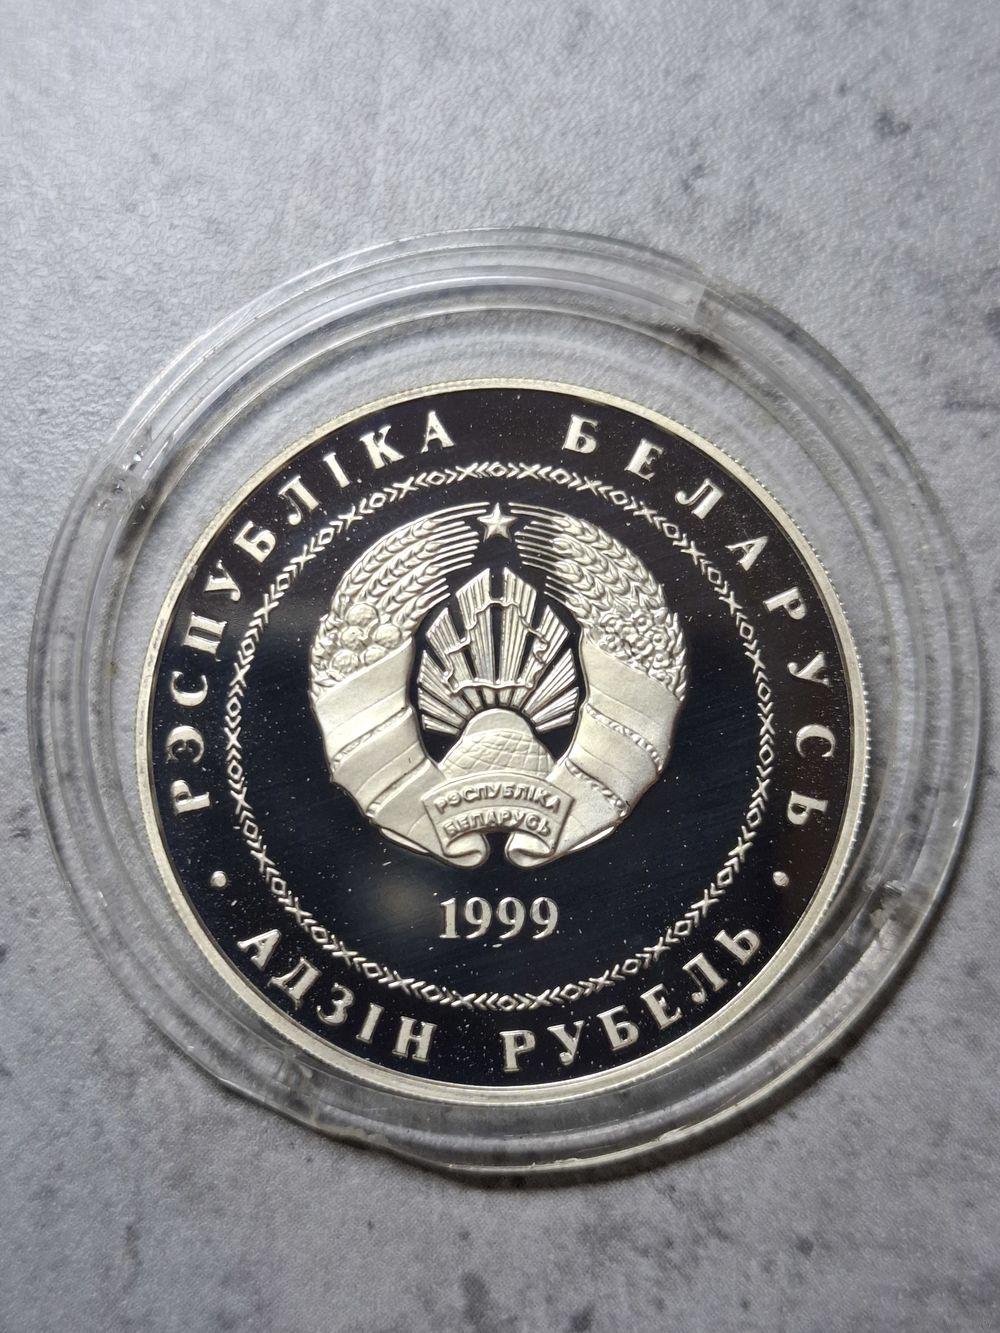 РЭСПУБЛІКА БЕЛАРУСЬ
РЭСПУБЛІКА
БЕЛАРУСЬ
1999
• АДЗІН РУБЕЛЬ •